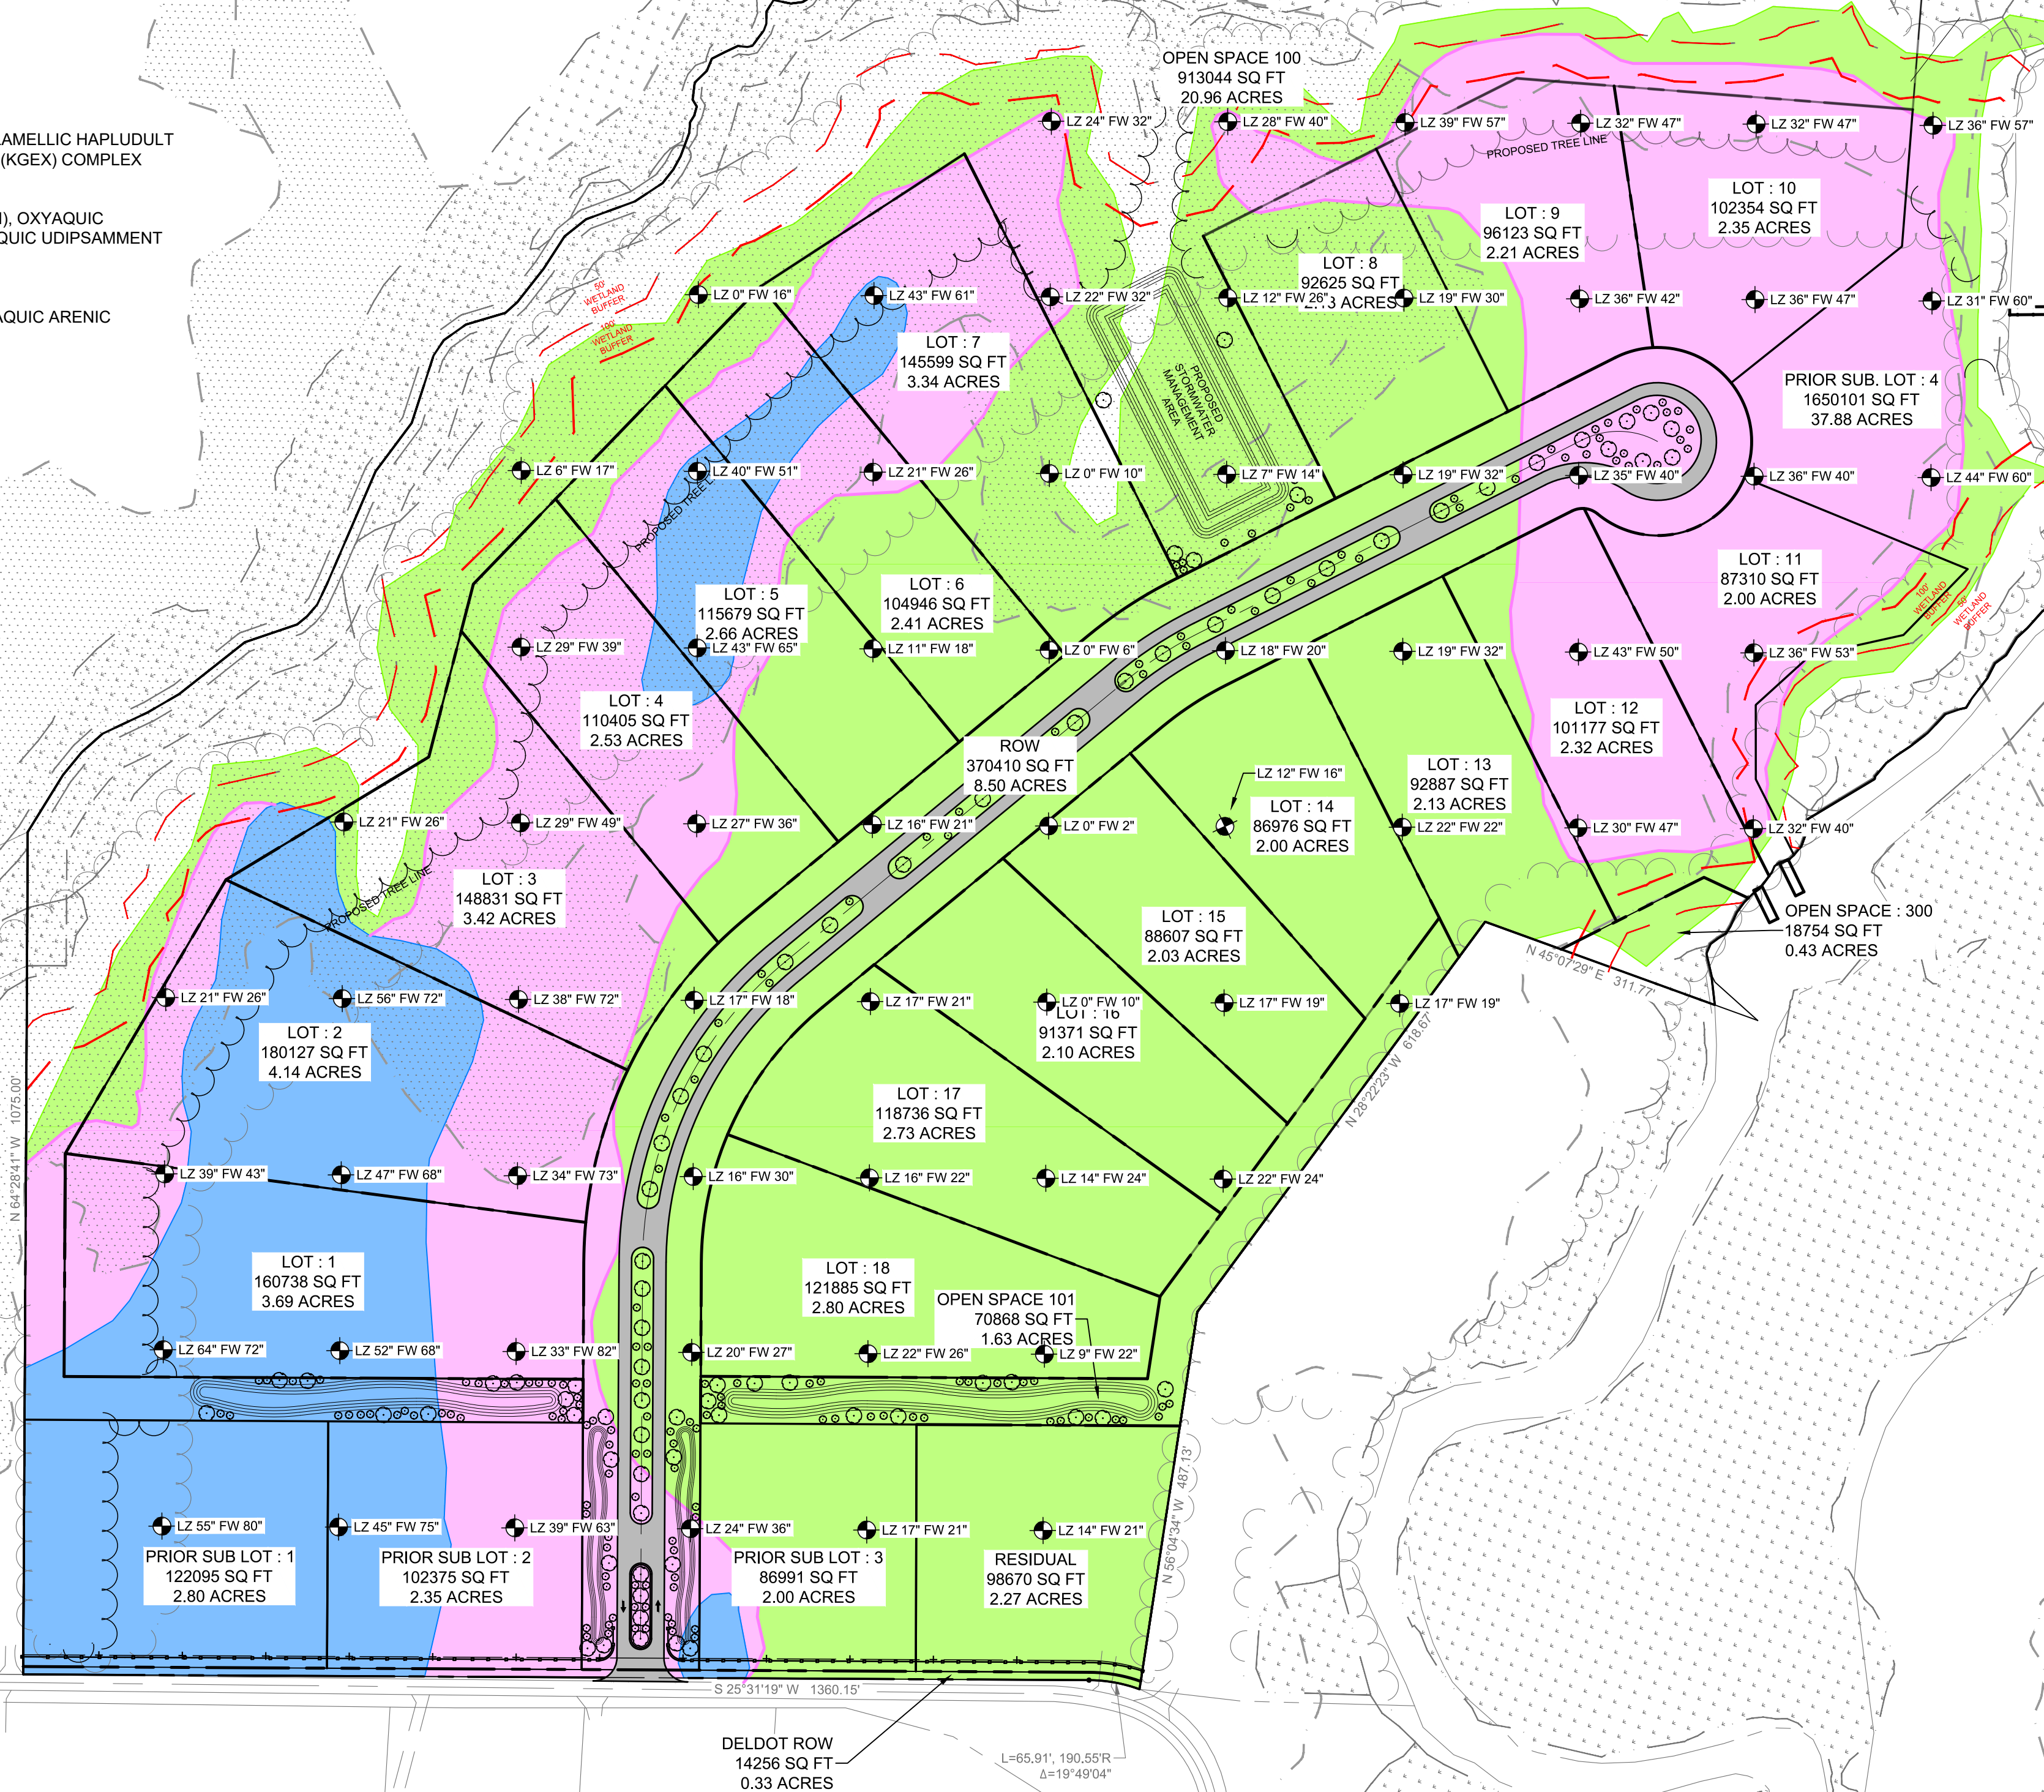 LAMELLIC HAPLUDULT
(KGEX) COMPLEX
), OXYAQUIC
QUIC UDIPSAMMENT
AQUIC ARENIC
OPEN SPACE 100
913044 SQ FT
20.96 ACRES
LZ 24" FW 32"
LZ 28" FW 40"
LZ 39" FW 57"
LZ 32" FW 47"
LZ 32" FW 47"
LZ 36" FW 57"
PROPOSED TREE LINE
LOT : 10
102354 SQ FT
2.35 ACRES
LOT : 9
96123 SQ FT
2.21 ACRES
LOT : 8
92625 SQ FT
2.13 ACRES
50'
WETLAND
BUFFER
100'
WETLAND
BUFFER
LZ 0" FW 16"
LZ 43" FW 61"
LZ 22" FW 32"
LZ 12" FW 26"
LZ 19" FW 30"
LZ 36" FW 42"
LZ 36" FW 47"
LZ 31" FW 60"
LOT : 7
145599 SQ FT
3.34 ACRES
PROPOSED
STORMWATER
MANAGEMENT
AREA
PRIOR SUB. LOT : 4
1650101 SQ FT
37.88 ACRES
LZ 6" FW 17"
LZ 40" FW 51"
LZ 21" FW 26"
LZ 0" FW 10"
LZ 7" FW 14"
LZ 19" FW 32"
LZ 35" FW 40"
LZ 36" FW 40"
LZ 44" FW 60"
PROPOSED TREE L
LOT : 11
87310 SQ FT
2.00 ACRES
100'
WETLAND
BUFFER
50'
WETLAND
BUFFER
LOT : 5
115679 SQ FT
2.66 ACRES
LOT : 6
104946 SQ FT
2.41 ACRES
LZ 29" FW 39"
LZ 43" FW 65"
LZ 11" FW 18"
LZ 0" FW 6"
LZ 18" FW 20"
LZ 19" FW 32"
LZ 43" FW 50"
LZ 36" FW 53"
LOT : 4
110405 SQ FT
2.53 ACRES
LOT : 12
101177 SQ FT
2.32 ACRES
ROW
370410 SQ FT
8.50 ACRES
LZ 12" FW 16"
LOT : 13
92887 SQ FT
2.13 ACRES
LOT : 14
86976 SQ FT
2.00 ACRES
LZ 21" FW 26"
LZ 29" FW 49"
LZ 27" FW 36"
LZ 16" FW 21"
LZ 0" FW 2"
LZ 22" FW 22"
LZ 30" FW 47"
LZ 32" FW 40"
PROPOSED TREE LINE
LOT : 3
148831 SQ FT
3.42 ACRES
LOT : 15
88607 SQ FT
2.03 ACRES
OPEN SPACE : 300
18754 SQ FT
0.43 ACRES
N 45°07'29" E 311.77'
LZ 21" FW 26"
LZ 56" FW 72"
LZ 38" FW 72"
LZ 17" FW 18"
LZ 17" FW 21"
LZ 0" FW 10"
LZ 17" FW 19"
LZ 17" FW 19"
LOT : 16
91371 SQ FT
2.10 ACRES
LOT : 2
180127 SQ FT
4.14 ACRES
N 28°22'23" W 618.67'
N 64°28'41" W 1075.00'
LOT : 17
118736 SQ FT
2.73 ACRES
LZ 39" FW 43"
LZ 47" FW 68"
LZ 34" FW 73"
LZ 16" FW 30"
LZ 16" FW 22"
LZ 14" FW 24"
LZ 22" FW 24"
LOT : 1
160738 SQ FT
3.69 ACRES
LOT : 18
121885 SQ FT
2.80 ACRES
OPEN SPACE 101
70868 SQ FT
1.63 ACRES
LZ 64" FW 72"
LZ 52" FW 68"
LZ 33" FW 82"
LZ 20" FW 27"
LZ 22" FW 26"
LZ 9" FW 22"
N 56°04'34" W 487.13'
LZ 55" FW 80"
LZ 45" FW 75"
LZ 39" FW 63"
LZ 24" FW 36"
LZ 17" FW 21"
LZ 14" FW 21"
PRIOR SUB LOT : 1
122095 SQ FT
2.80 ACRES
PRIOR SUB LOT : 2
102375 SQ FT
2.35 ACRES
PRIOR SUB LOT : 3
86991 SQ FT
2.00 ACRES
RESIDUAL
98670 SQ FT
2.27 ACRES
S 25°31'19" W 1360.15'
DELDOT ROW
14256 SQ FT
0.33 ACRES
L=65.91', 190.55'R
Δ=19°49'04"